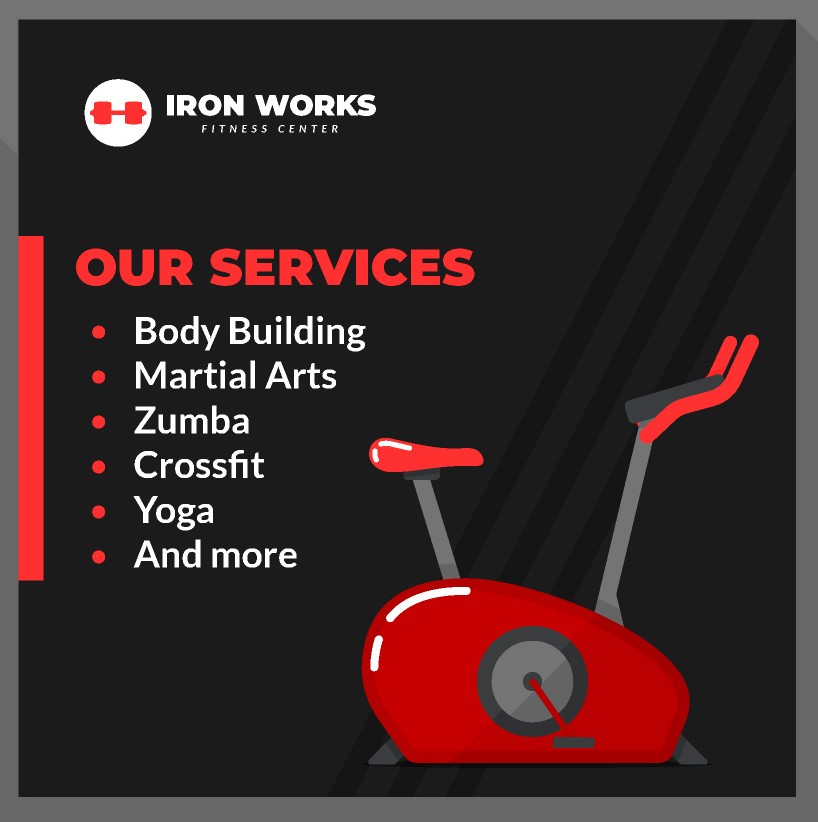 IRON WORKS
FITNESS CENTER
OUR SERVICES
Body Building
Martial Arts
Zumba
Crossfit
Yoga
And more